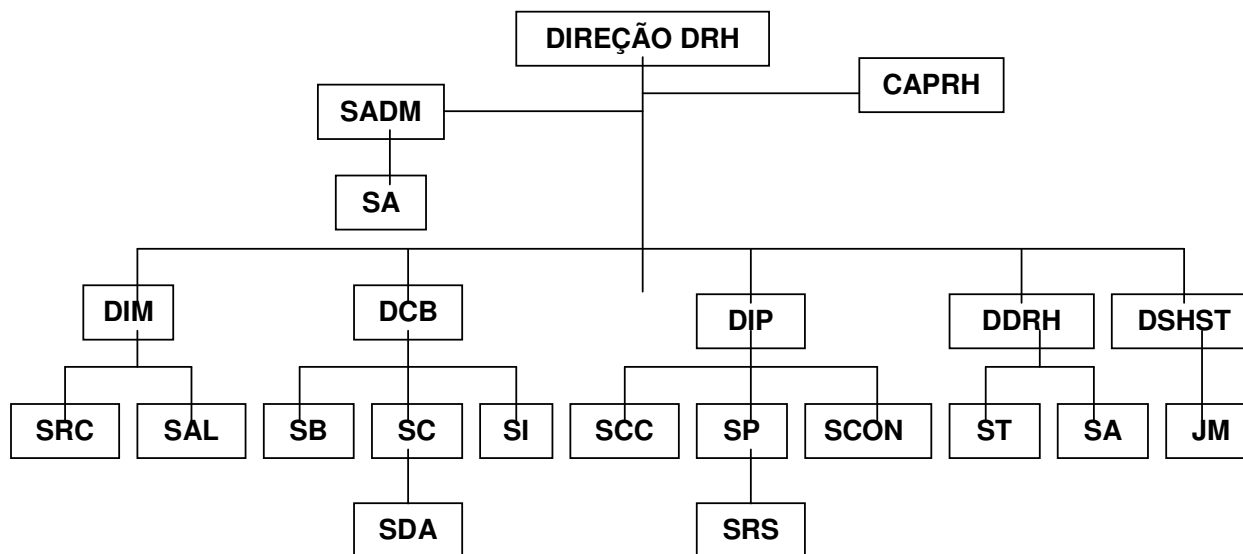 DIREÇÃO DRH
CAPRH
SADM
SA
DIM
DCB
DIP
DDRH
DSHST
SRC
SAL
SB
SC
SI
SCC
SP
SCON
ST
SA
JM
SDA
SRS